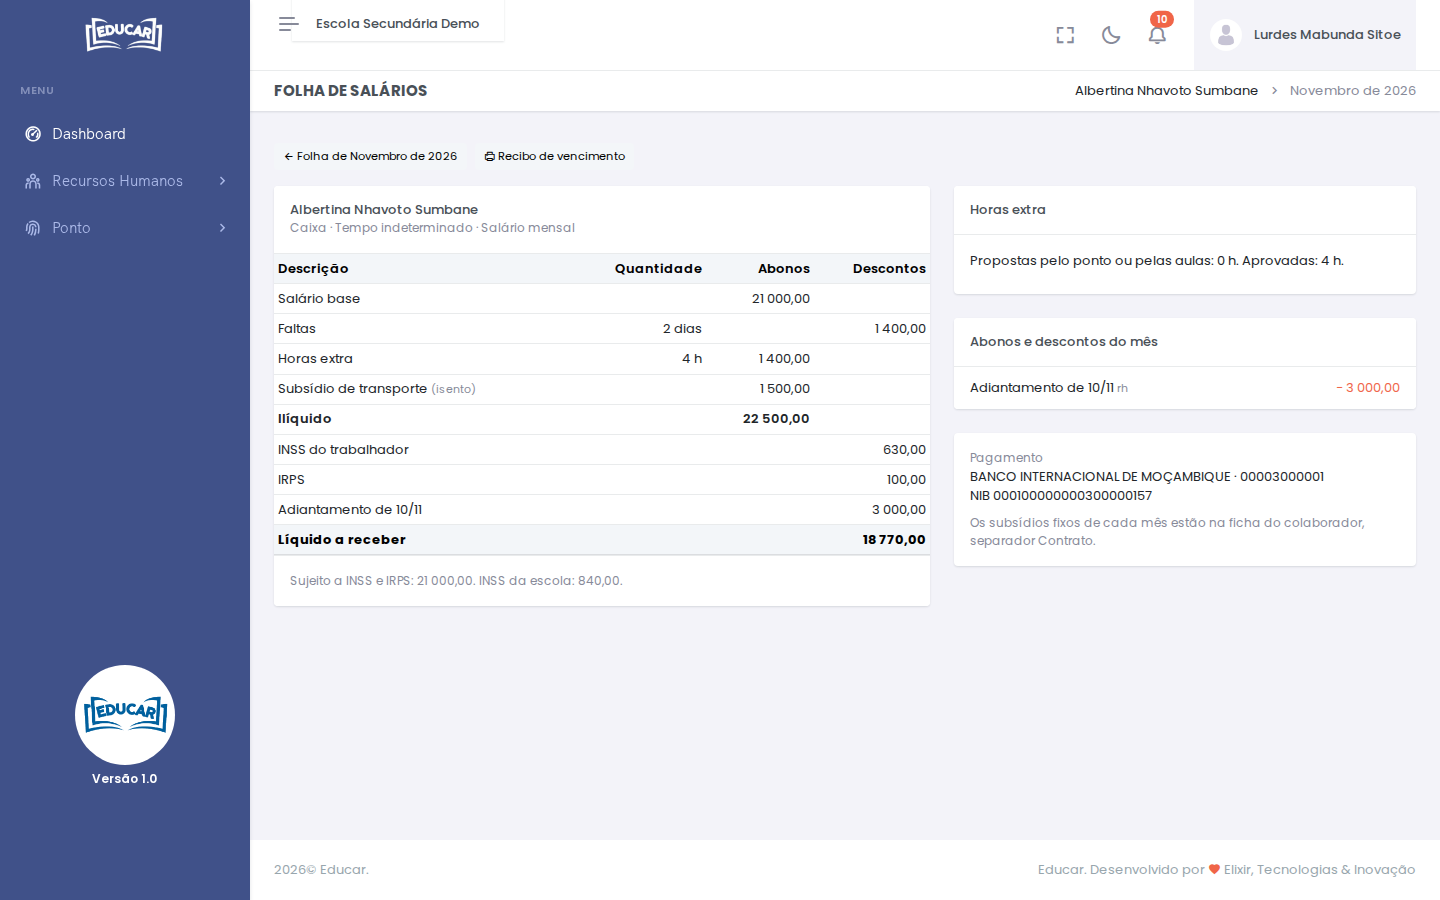 EDUCAR
MENU
Dashboard
Recursos Humanos
Ponto
EDUCAR
Versão 1.0
Escola Secundária Demo
10
Lurdes Mabunda Sitoe
FOLHA DE SALÁRIOS
Albertina Nhavoto Sumbane > Novembro de 2026
← Folha de Novembro de 2026
Recibo de vencimento
Albertina Nhavoto Sumbane
Caixa · Tempo indeterminado · Salário mensal
Descrição Quantidade Abonos Descontos
Salário base 21 000,00
Faltas 2 dias 1 400,00
Horas extra 4 h 1 400,00
Subsídio de transporte (isento) 1 500,00
Ilíquido 22 500,00
INSS do trabalhador 630,00
IRPS 100,00
Adiantamento de 10/11 3 000,00
Líquido a receber 18 770,00
Sujeito a INSS e IRPS: 21 000,00. INSS da escola: 840,00.
Horas extra
Propostas pelo ponto ou pelas aulas: 0 h. Aprovadas: 4 h.
Abonos e descontos do mês
Adiantamento de 10/11 rh − 3 000,00
Pagamento
BANCO INTERNACIONAL DE MOÇAMBIQUE · 00003000001
NIB 000100000000300000157
Os subsídios fixos de cada mês estão na ficha do colaborador,
separador Contrato.
2026© Educar.
Educar. Desenvolvido por ♥ Elixir, Tecnologias & Inovação